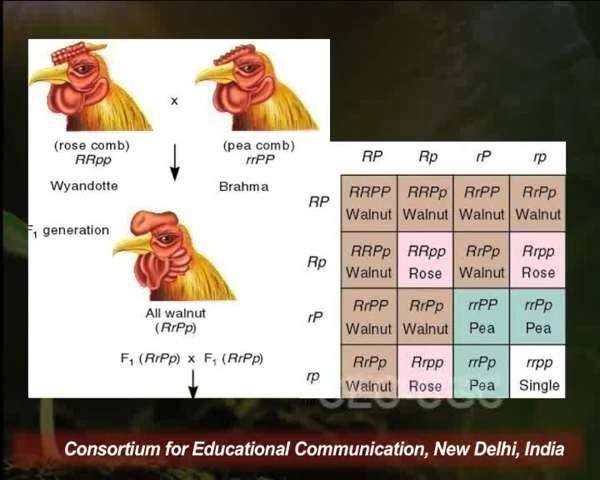 x
(rose comb) (pea comb)
RRpp rrPP
Wyandotte Brahma
F1 generation
All walnut
(RrPp)
F1 (RrPp) x F1 (RrPp)
RP Rp rP rp
RP RRPP RRPp RrPP RrPp
Walnut Walnut Walnut Walnut
Rp RRPp RRpp RrPp Rrpp
Walnut Rose Walnut Rose
rP RrPP RrPp rrPP rrPp
Walnut Walnut Pea Pea
rp RrPp Rrpp rrPp rrpp
Walnut Rose Pea Single
Consortium for Educational Communication, New Delhi, India